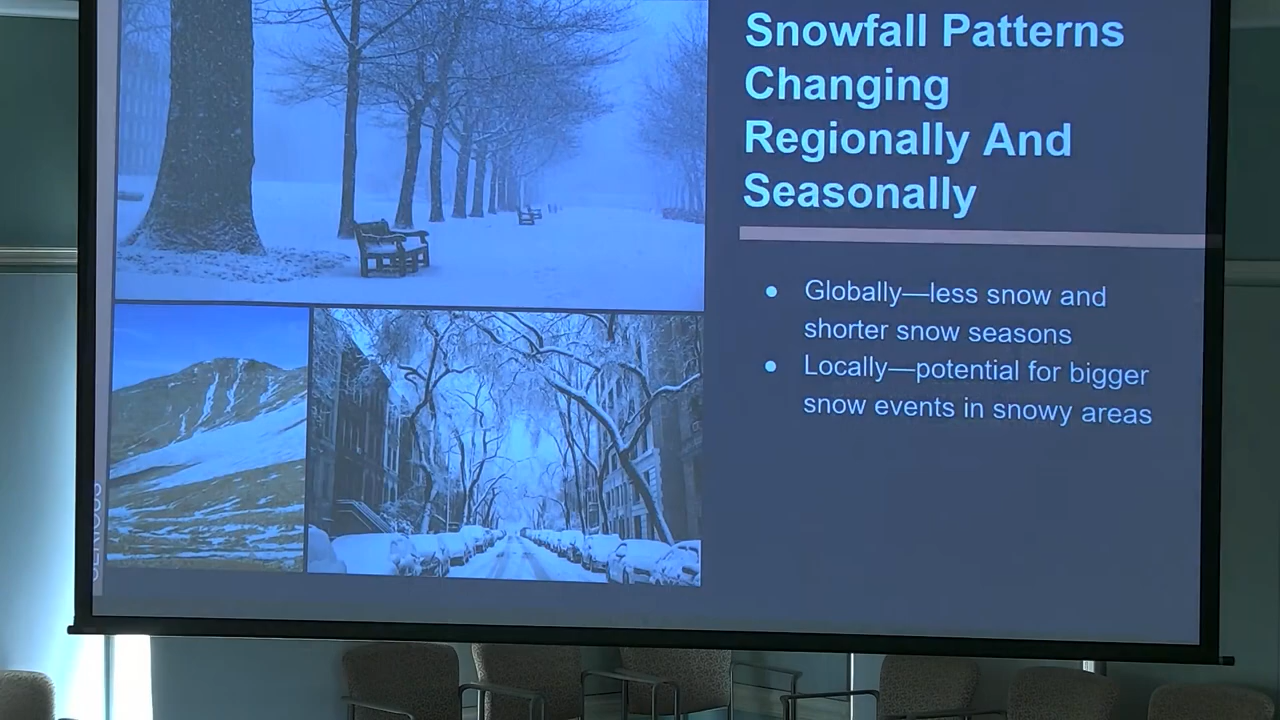 Snowfall Patterns
Changing
Regionally And
Seasonally
● Globally—less snow and
shorter snow seasons
● Locally—potential for bigger
snow events in snowy areas